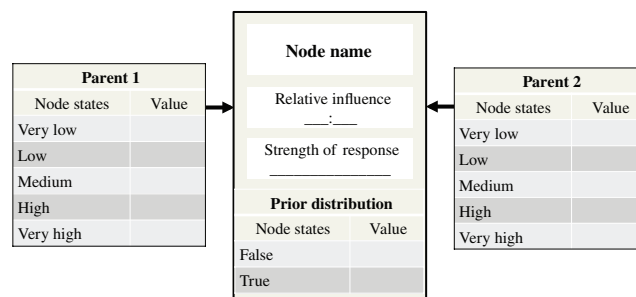 Parent 1
Node states Value
Very low
Low
Medium
High
Very high
Node name
Relative influence
___:___
Strength of response
_______________
Prior distribution
Node states Value
False
True
Parent 2
Node states Value
Very low
Low
Medium
High
Very high